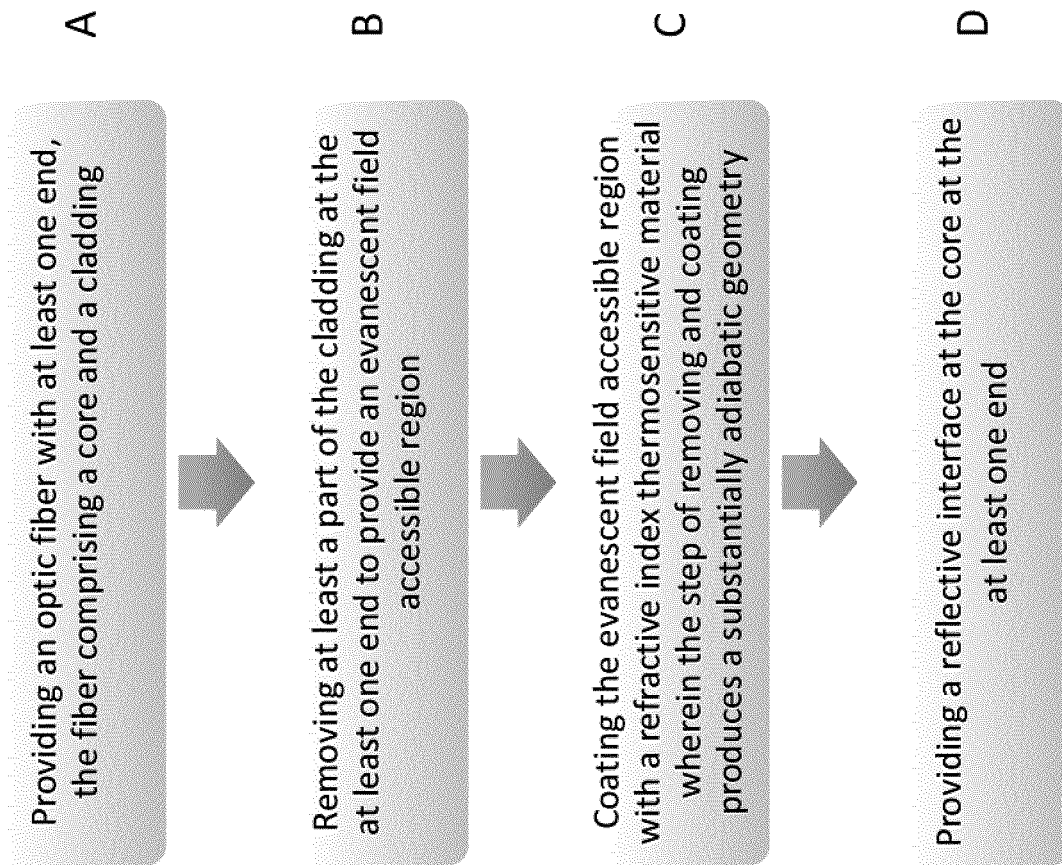 Providing an optic fiber with at least one end,
the fiber comprising a core and a cladding
A
Removing at least a part of the cladding at the
at least one end to provide an evanescent field
accessible region
B
Coating the evanescent field accessible region
with a refractive index thermosensitive material
wherein the step of removing and coating
produces a substantially adiabatic geometry
C
Providing a reflective interface at the core at the
at least one end
D